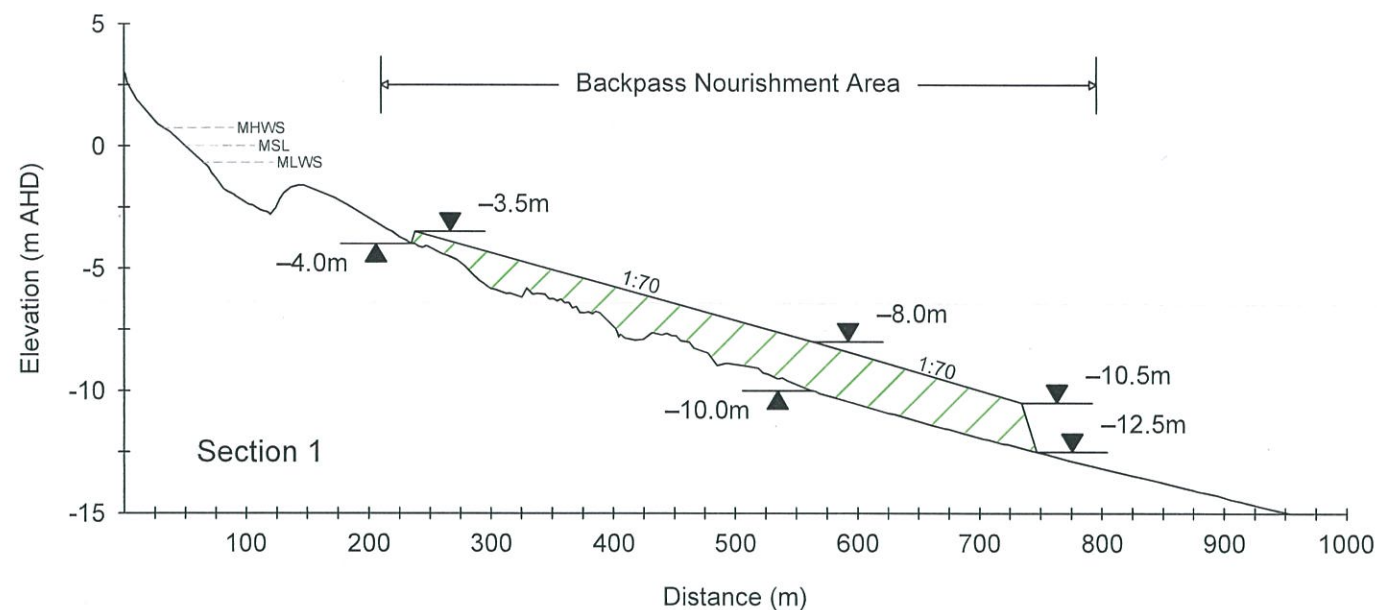 5
Backpass Nourishment Area
MHWS
0
MSL
MLWS
Elevation (m AHD)
–3.5m
–4.0m
-5
1:70
–8.0m
1:70
-10
–10.0m
–10.5m
–12.5m
Section 1
-15
100 200 300 400 500 600 700 800 900 1000
Distance (m)